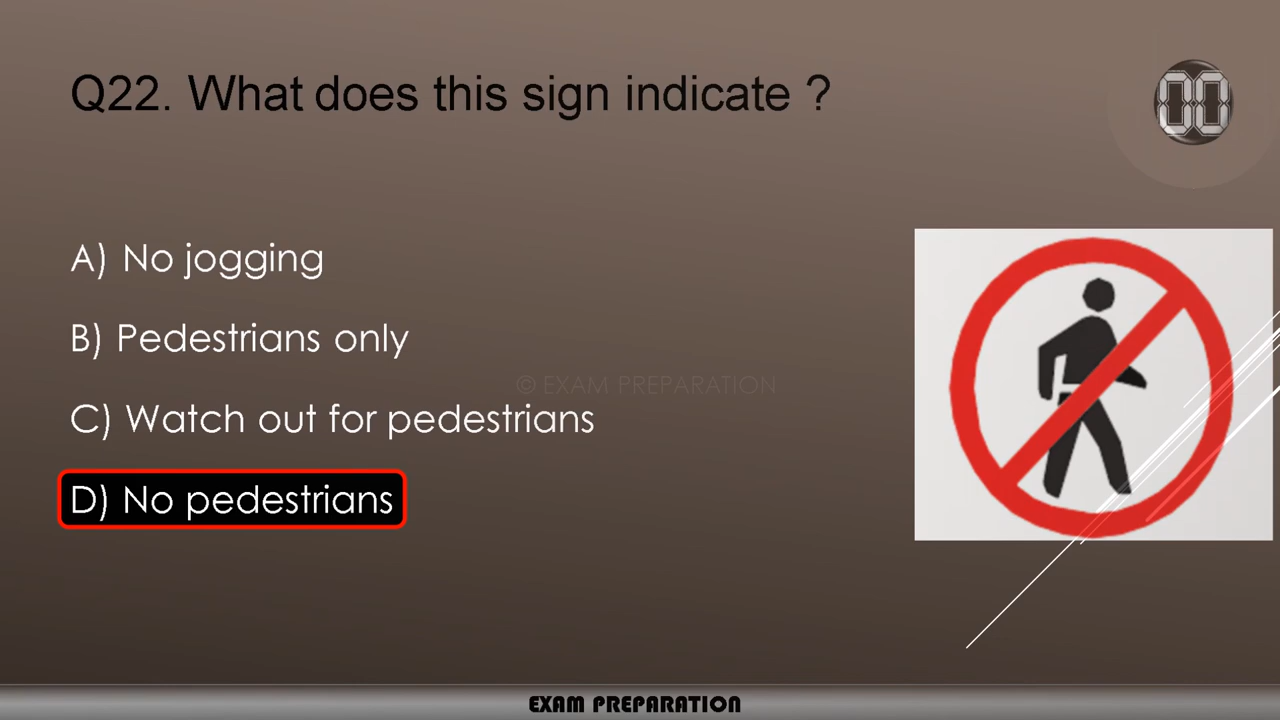 Q22. What does this sign indicate ?
00
A) No jogging
B) Pedestrians only
C) Watch out for pedestrians
© EXAM PREPARATION
D) No pedestrians
EXAM PREPARATION